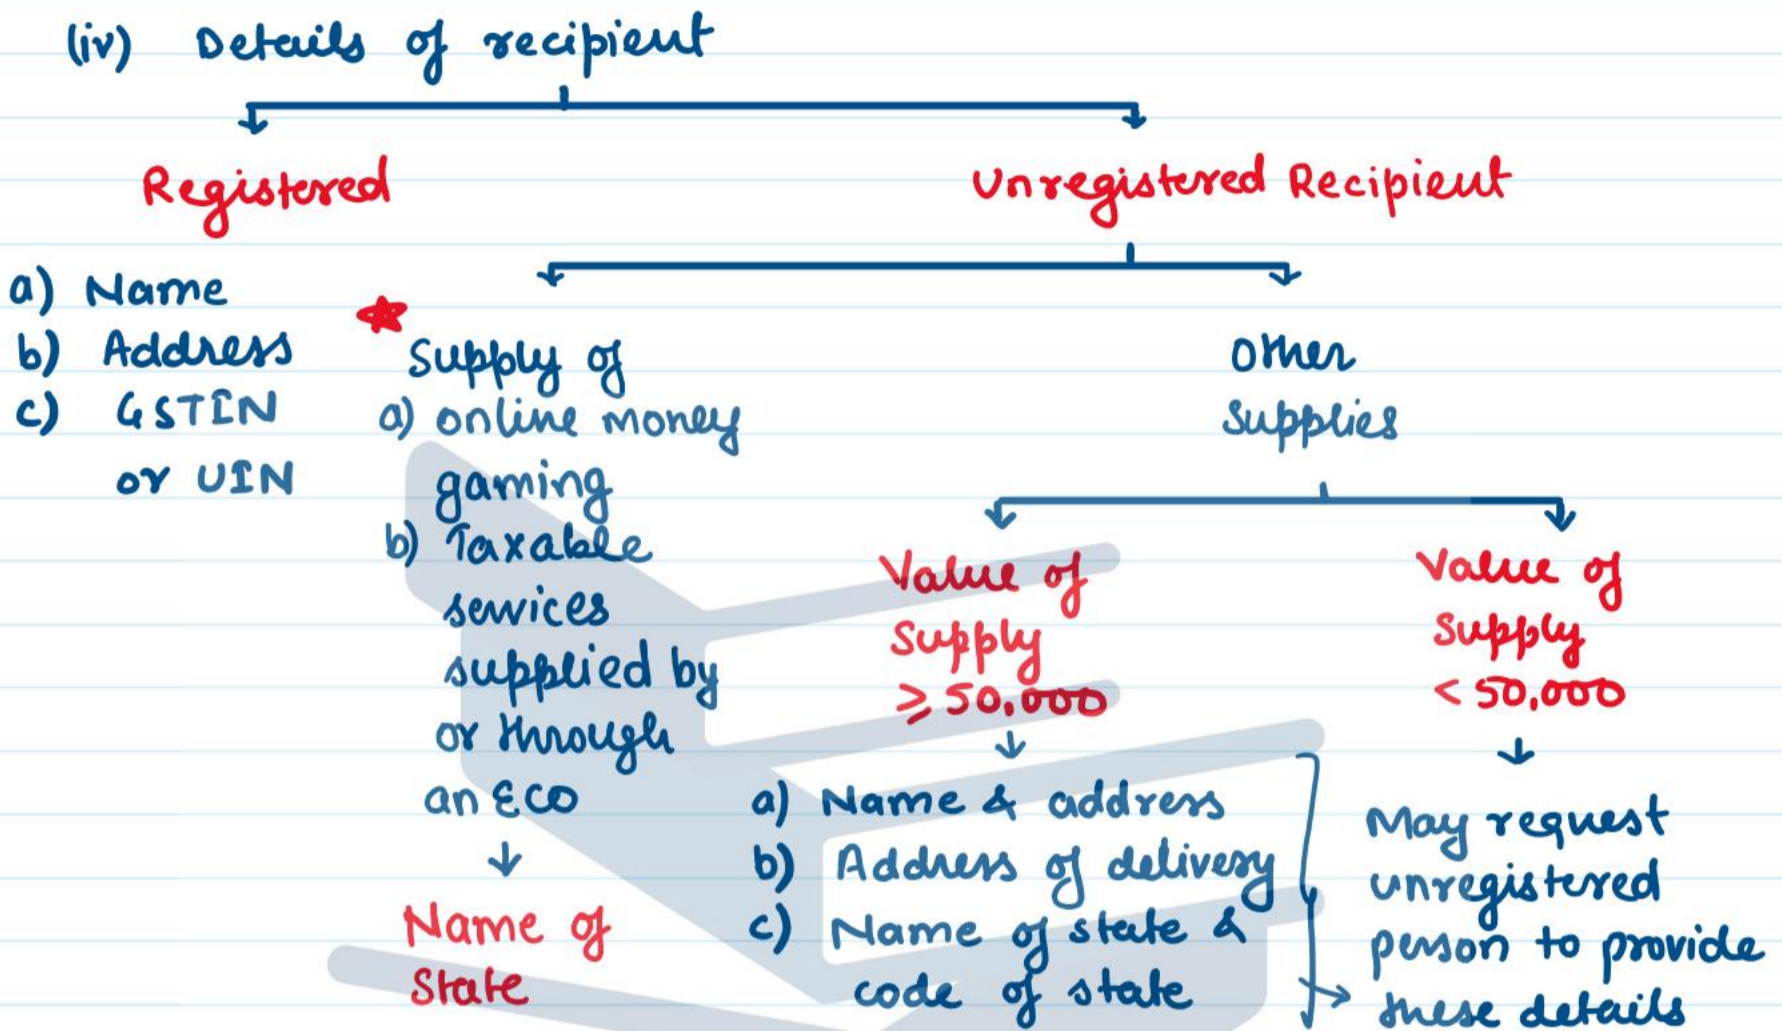 (iv) Details of recipient
Registered
Unregistered Recipient
a) Name
b) Address
c) GSTIN
or UIN
Supply of
a) online money
gaming
b) Taxable
services
supplied by
or through
an ECO
Name of
State
Other
Supplies
Value of
Supply
≥ 50,000
a) Name & address
b) Address of delivery
c) Name of state &
code of state
Value of
Supply
< 50,000
May request
unregistered
person to provide
these details